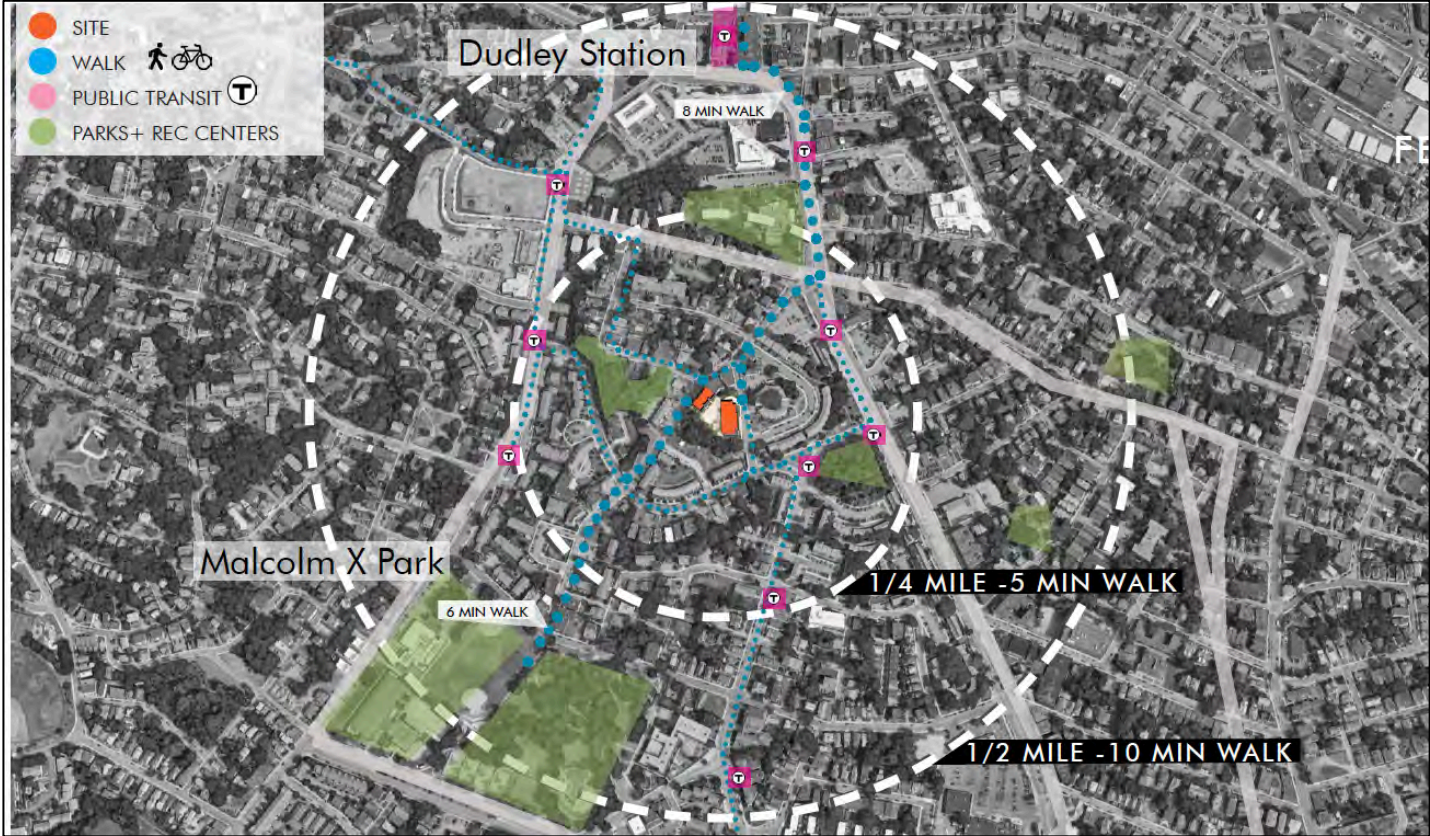 SITE
WALK
PUBLIC TRANSIT T
PARKS+ REC CENTERS
Dudley Station
T
8 MIN WALK
T
FE
T
T
T
T
T
T
Malcolm X Park
1/4 MILE -5 MIN WALK
T
6 MIN WALK
1/2 MILE -10 MIN WALK
T